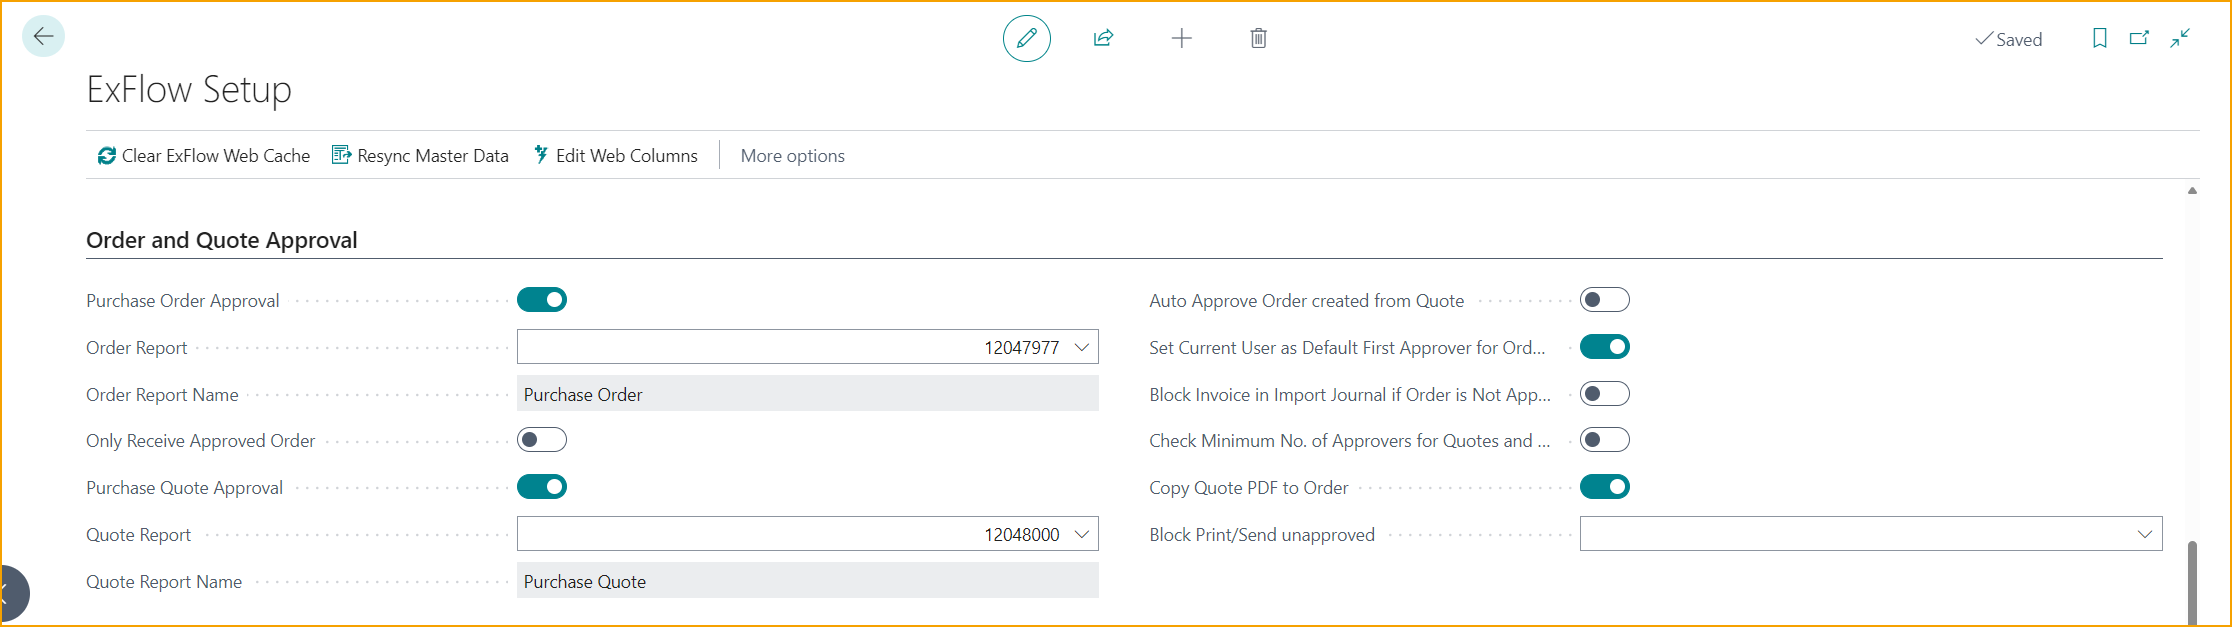 Saved
ExFlow Setup
Clear ExFlow Web Cache Resync Master Data Edit Web Columns More options
Order and Quote Approval
Purchase Order Approval
Order Report 12047977
Order Report Name Purchase Order
Only Receive Approved Order
Purchase Quote Approval
Quote Report 12048000
Quote Report Name Purchase Quote
Auto Approve Order created from Quote
Set Current User as Default First Approver for Ord...
Block Invoice in Import Journal if Order is Not App...
Check Minimum No. of Approvers for Quotes and ...
Copy Quote PDF to Order
Block Print/Send unapproved